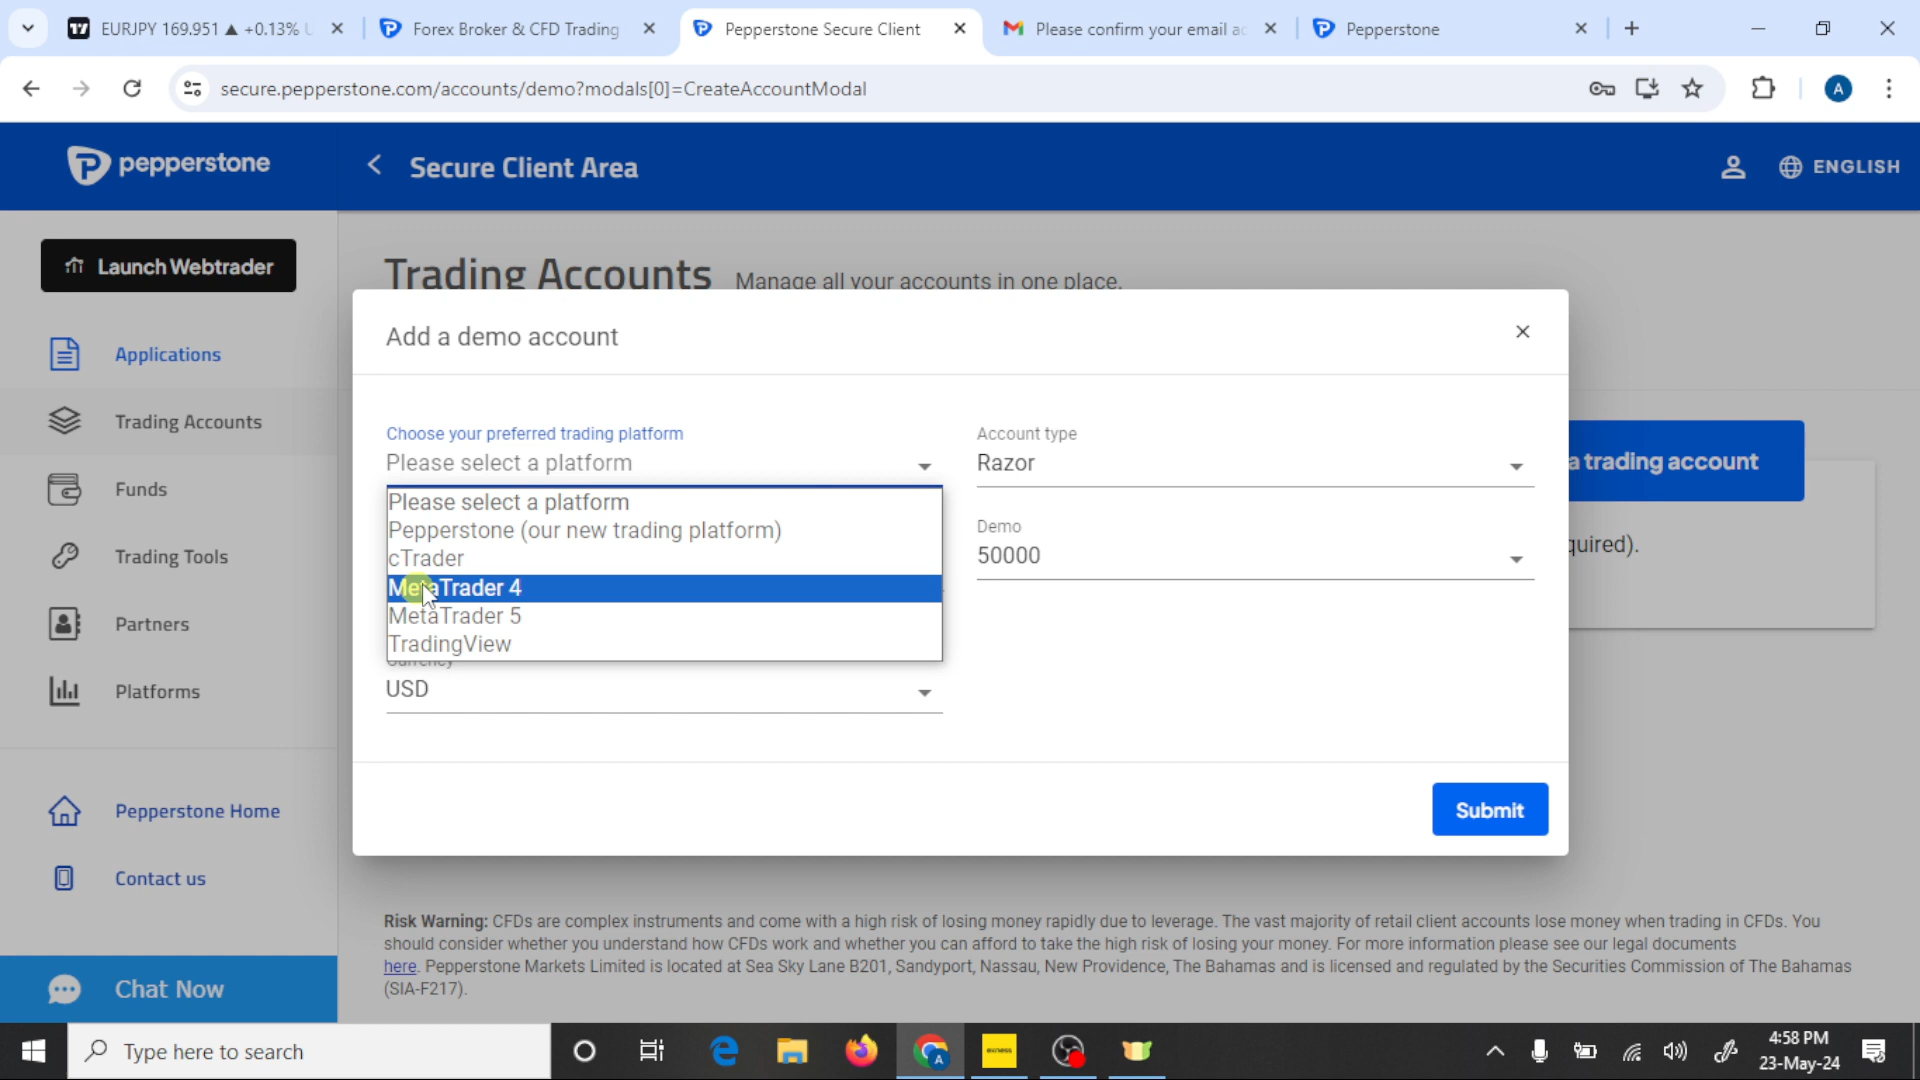 EURJPY 169.951 ▲ +0.13%
Forex Broker & CFD Trading
Pepperstone Secure Client
Please confirm your email
Pepperstone
secure.pepperstone.com/accounts/demo?modals[0]=CreateAccountModal
A
pepperstone
Secure Client Area
ENGLISH
Launch Webtrader
Applications
Trading Accounts
Funds
Trading Tools
Partners
Platforms
Pepperstone Home
Contact us
Chat Now
Trading Accounts Manage all your accounts in one place.
a trading account
quired).
Add a demo account
Choose your preferred trading platform
Please select a platform
Please select a platform
Pepperstone (our new trading platform)
cTrader
MetaTrader 4
MetaTrader 5
TradingView
Currency
USD
Account type
Razor
Demo
50000
Submit
Risk Warning: CFDs are complex instruments and come with a high risk of losing money rapidly due to leverage. The vast majority of retail client accounts lose money when trading in CFDs. You
should consider whether you understand how CFDs work and whether you can afford to take the high risk of losing your money. For more information please see our legal documents
here. Pepperstone Markets Limited is located at Sea Sky Lane B201, Sandyport, Nassau, New Providence, The Bahamas and is licensed and regulated by the Securities Commission of The Bahamas
(SIA-F217).
Type here to search
exness
4:58 PM
23-May-24